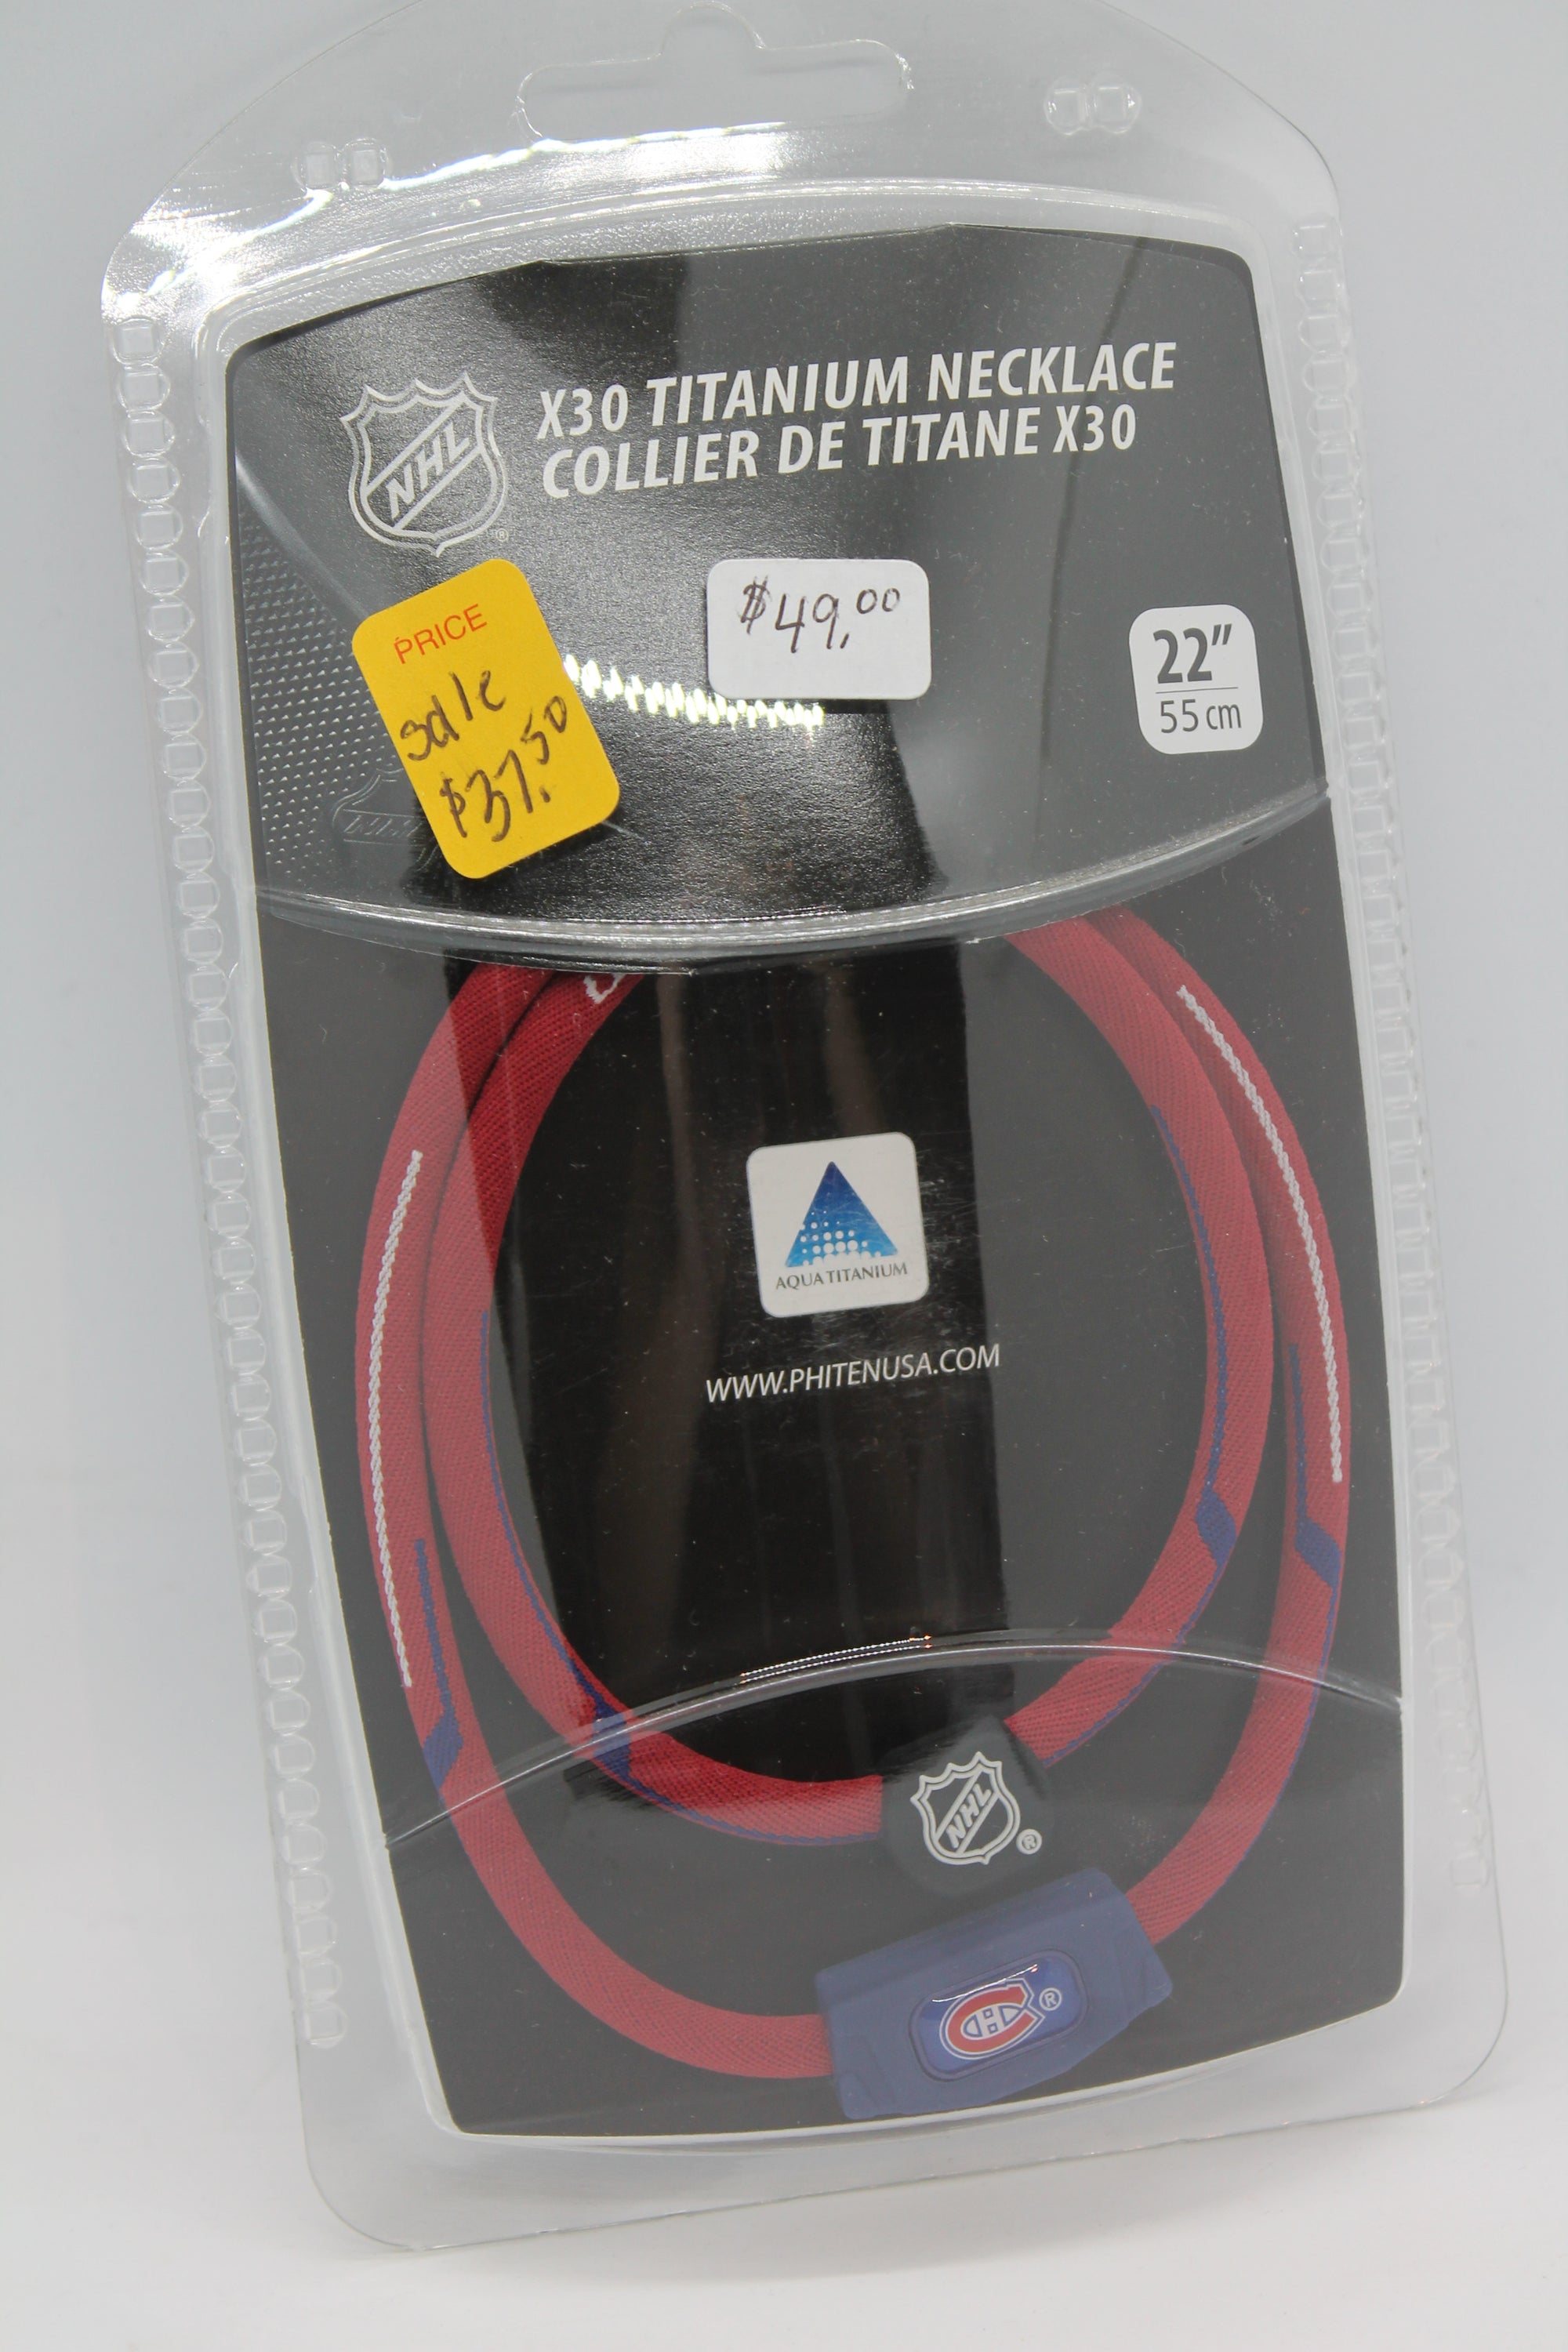 NHL
®
X30 TITANIUM NECKLACE
COLLIER DE TITANE X30
PRICE
sale
$37.50
$49.00
22"
55 cm
AQUA TITANIUM
WWW.PHITENUSA.COM
NHL
®
CH
®